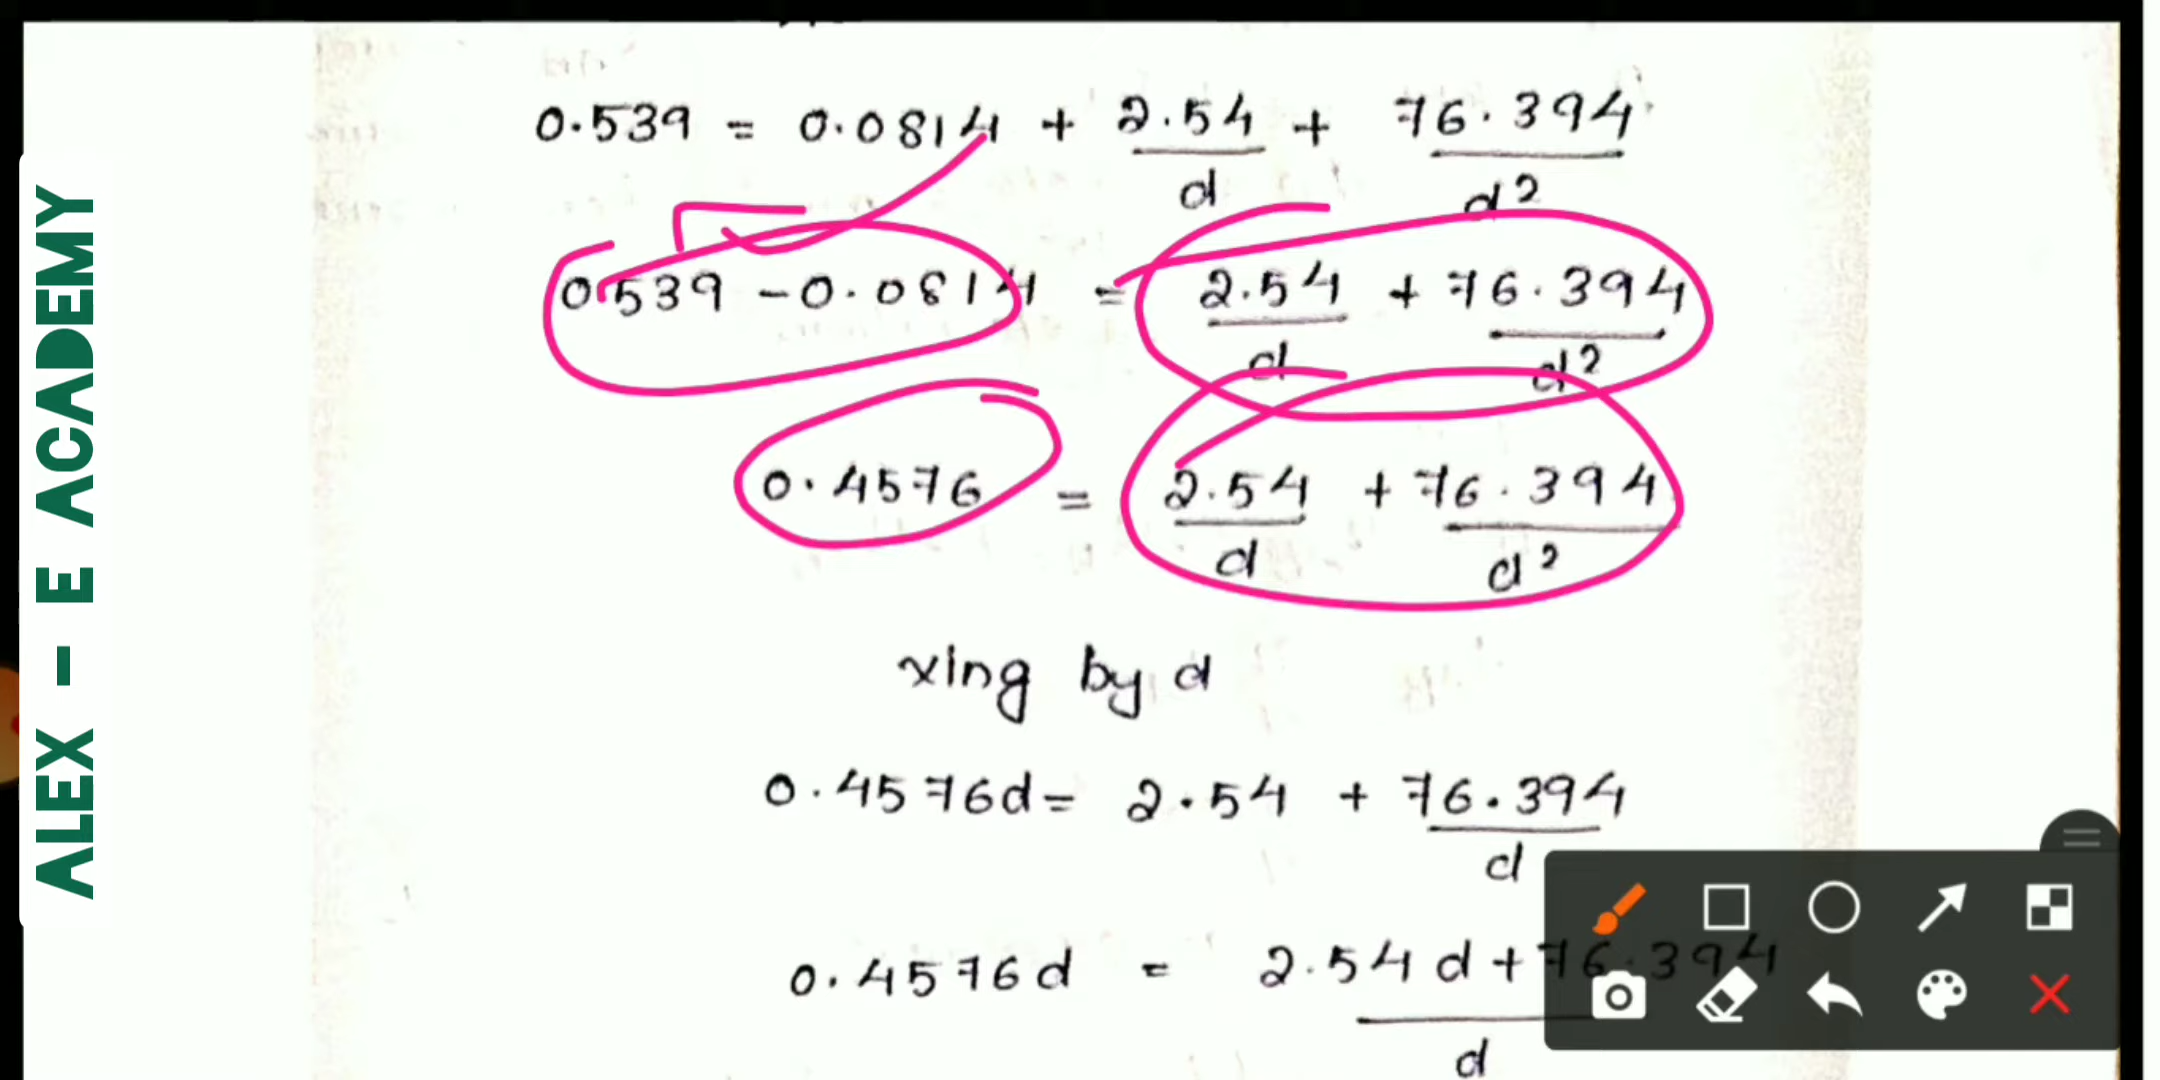 ALEX - E ACADEMY
0.539 = 0.0814 + 2.54/d + 76.394/d²
0.539 - 0.0814 = 2.54/d + 76.394/d²
0.4576 = 2.54/d + 76.394/d²
xing by d
0.4576d = 2.54 + 76.394/d
0.4576d = 2.54d + 76.394/d